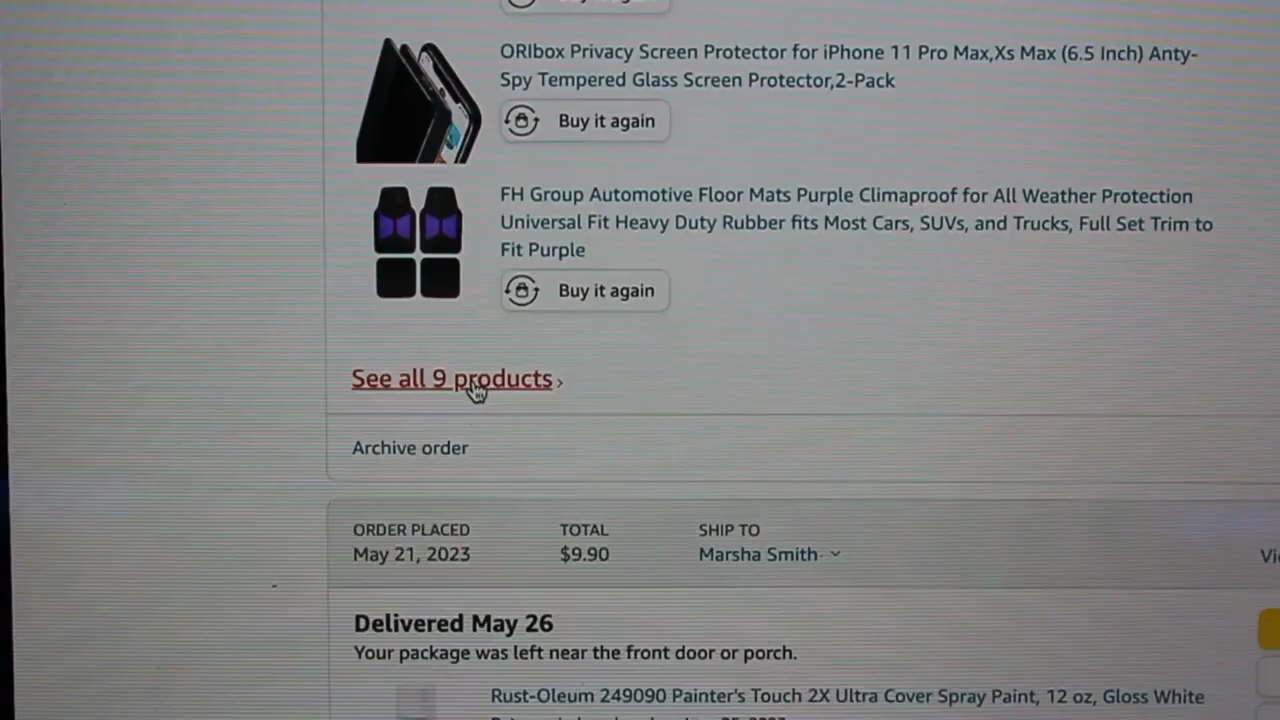 ORIbox Privacy Screen Protector for iPhone 11 Pro Max,Xs Max (6.5 Inch) Anty-
Spy Tempered Glass Screen Protector,2-Pack
Buy it again
FH Group Automotive Floor Mats Purple Climaproof for All Weather Protection
Universal Fit Heavy Duty Rubber fits Most Cars, SUVs, and Trucks, Full Set Trim to
Fit Purple
Buy it again
See all 9 products ›
Archive order
ORDER PLACED TOTAL SHIP TO
May 21, 2023 $9.90 Marsha Smith
Delivered May 26
Your package was left near the front door or porch.
Rust-Oleum 249090 Painter's Touch 2X Ultra Cover Spray Paint, 12 oz, Gloss White